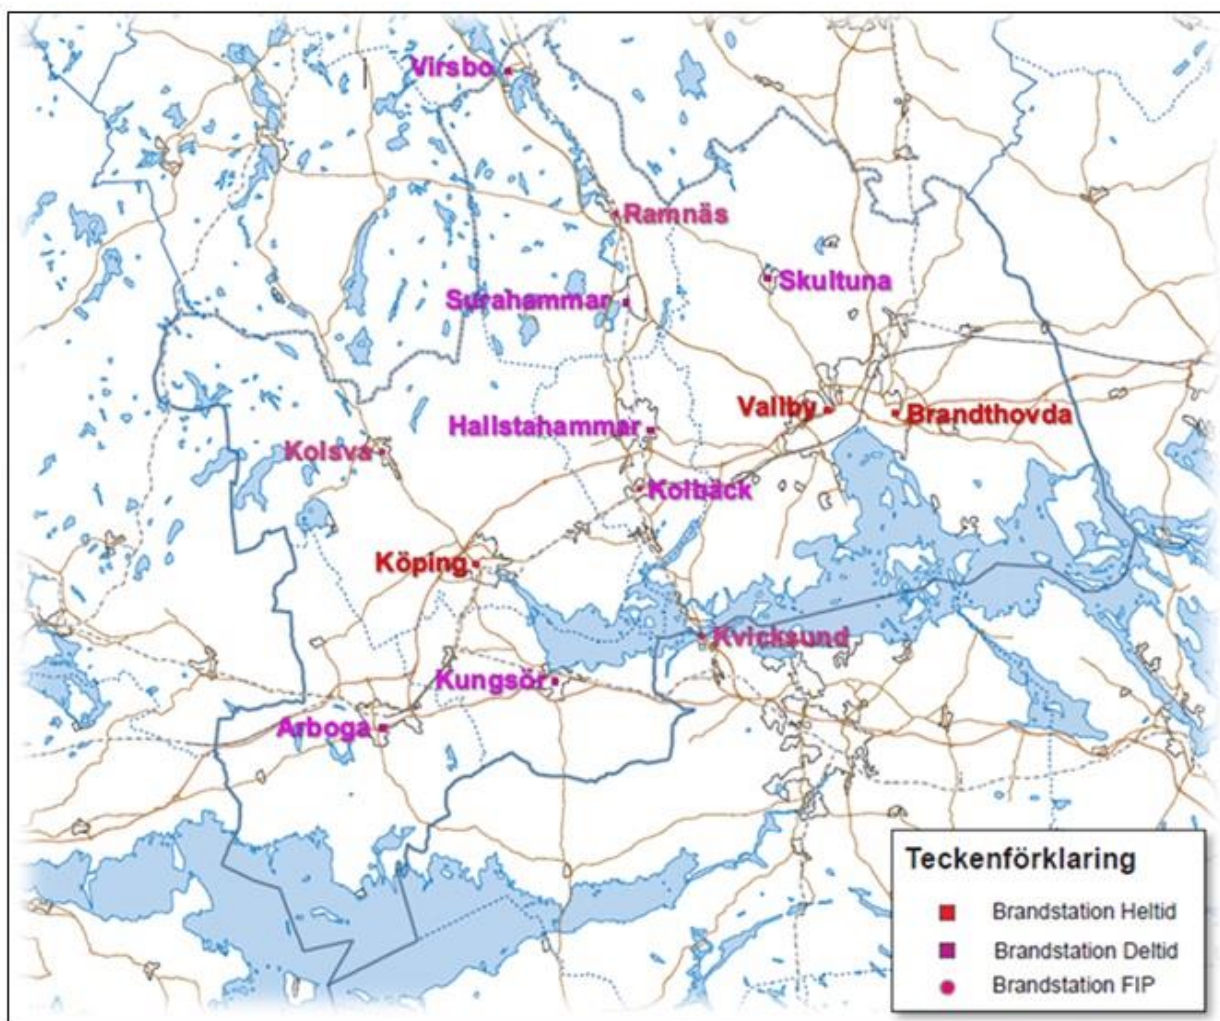 Virsbo
Ramnäs
Skultuna
Surahammar
Vallby
Brandthovda
Hallstahammar
Kolsva
Kolbäck
Köping
Kvicksund
Kungsör
Arboga
Teckenförklaring
Brandstation Heltid
Brandstation Deltid
Brandstation FIP